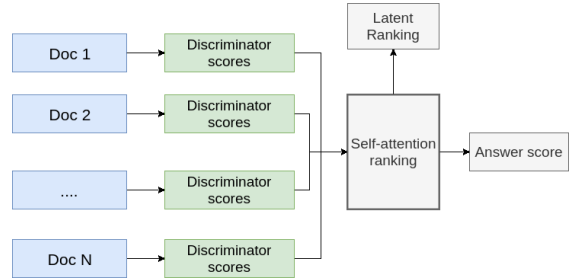 Latent
Ranking
Doc 1
Discriminator
scores
Doc 2
Discriminator
scores
Self-attention
ranking
Answer score
....
Discriminator
scores
Doc N
Discriminator
scores